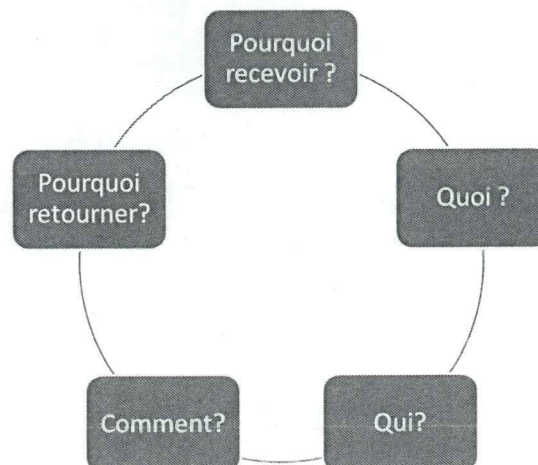 Pourquoi
recevoir ?
Quoi ?
Qui?
Comment?
Pourquoi
retourner?